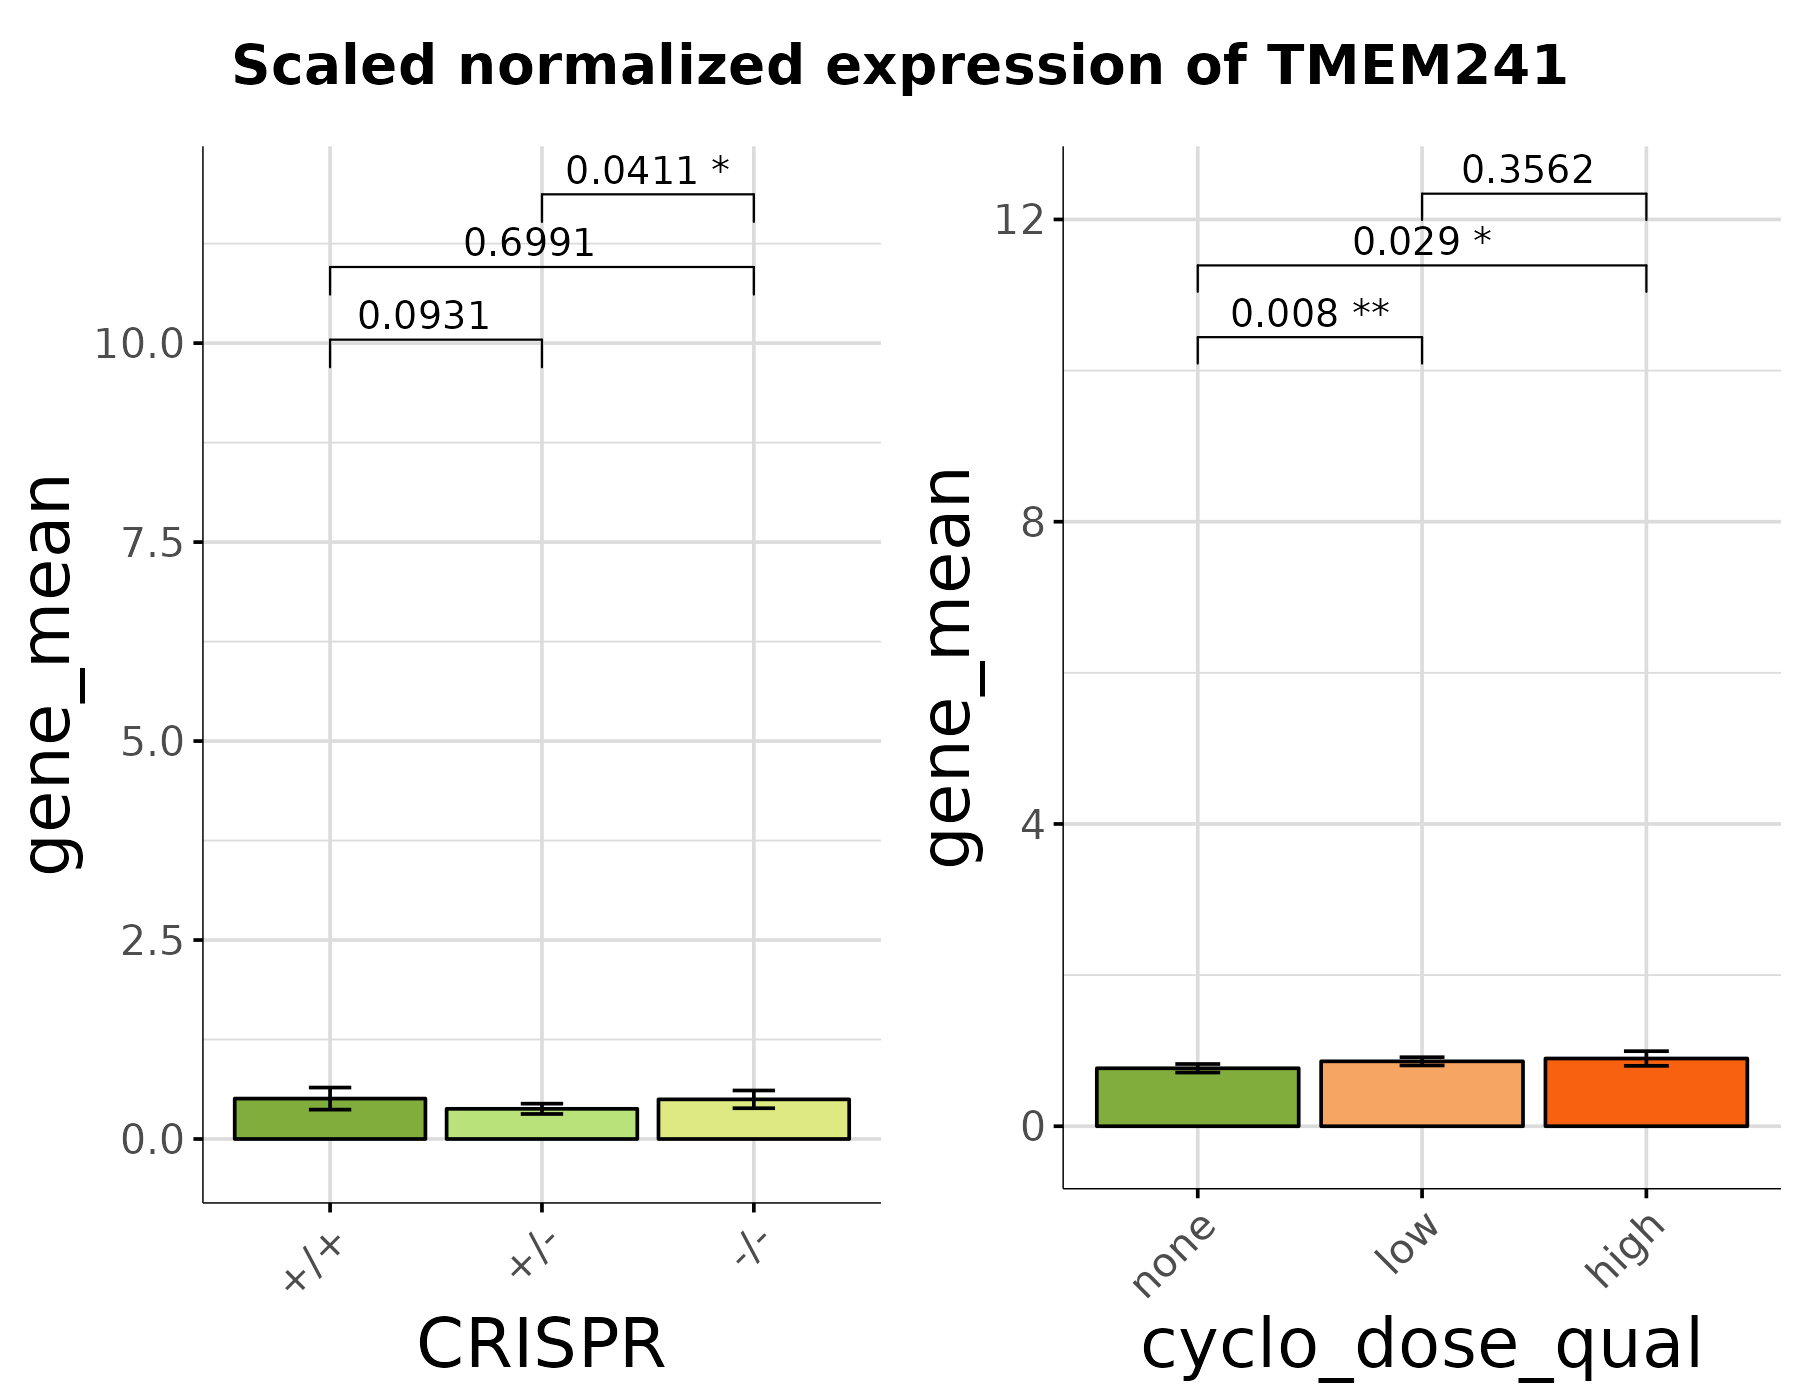 Scaled normalized expression of TMEM241
0.0411 *
0.6991
0.0931
10.0
7.5
5.0
2.5
0.0
gene_mean
+/+
+/-
-/-
CRISPR
0.3562
0.029 *
0.008 **
12
8
4
0
gene_mean
none
low
high
cyclo_dose_qual